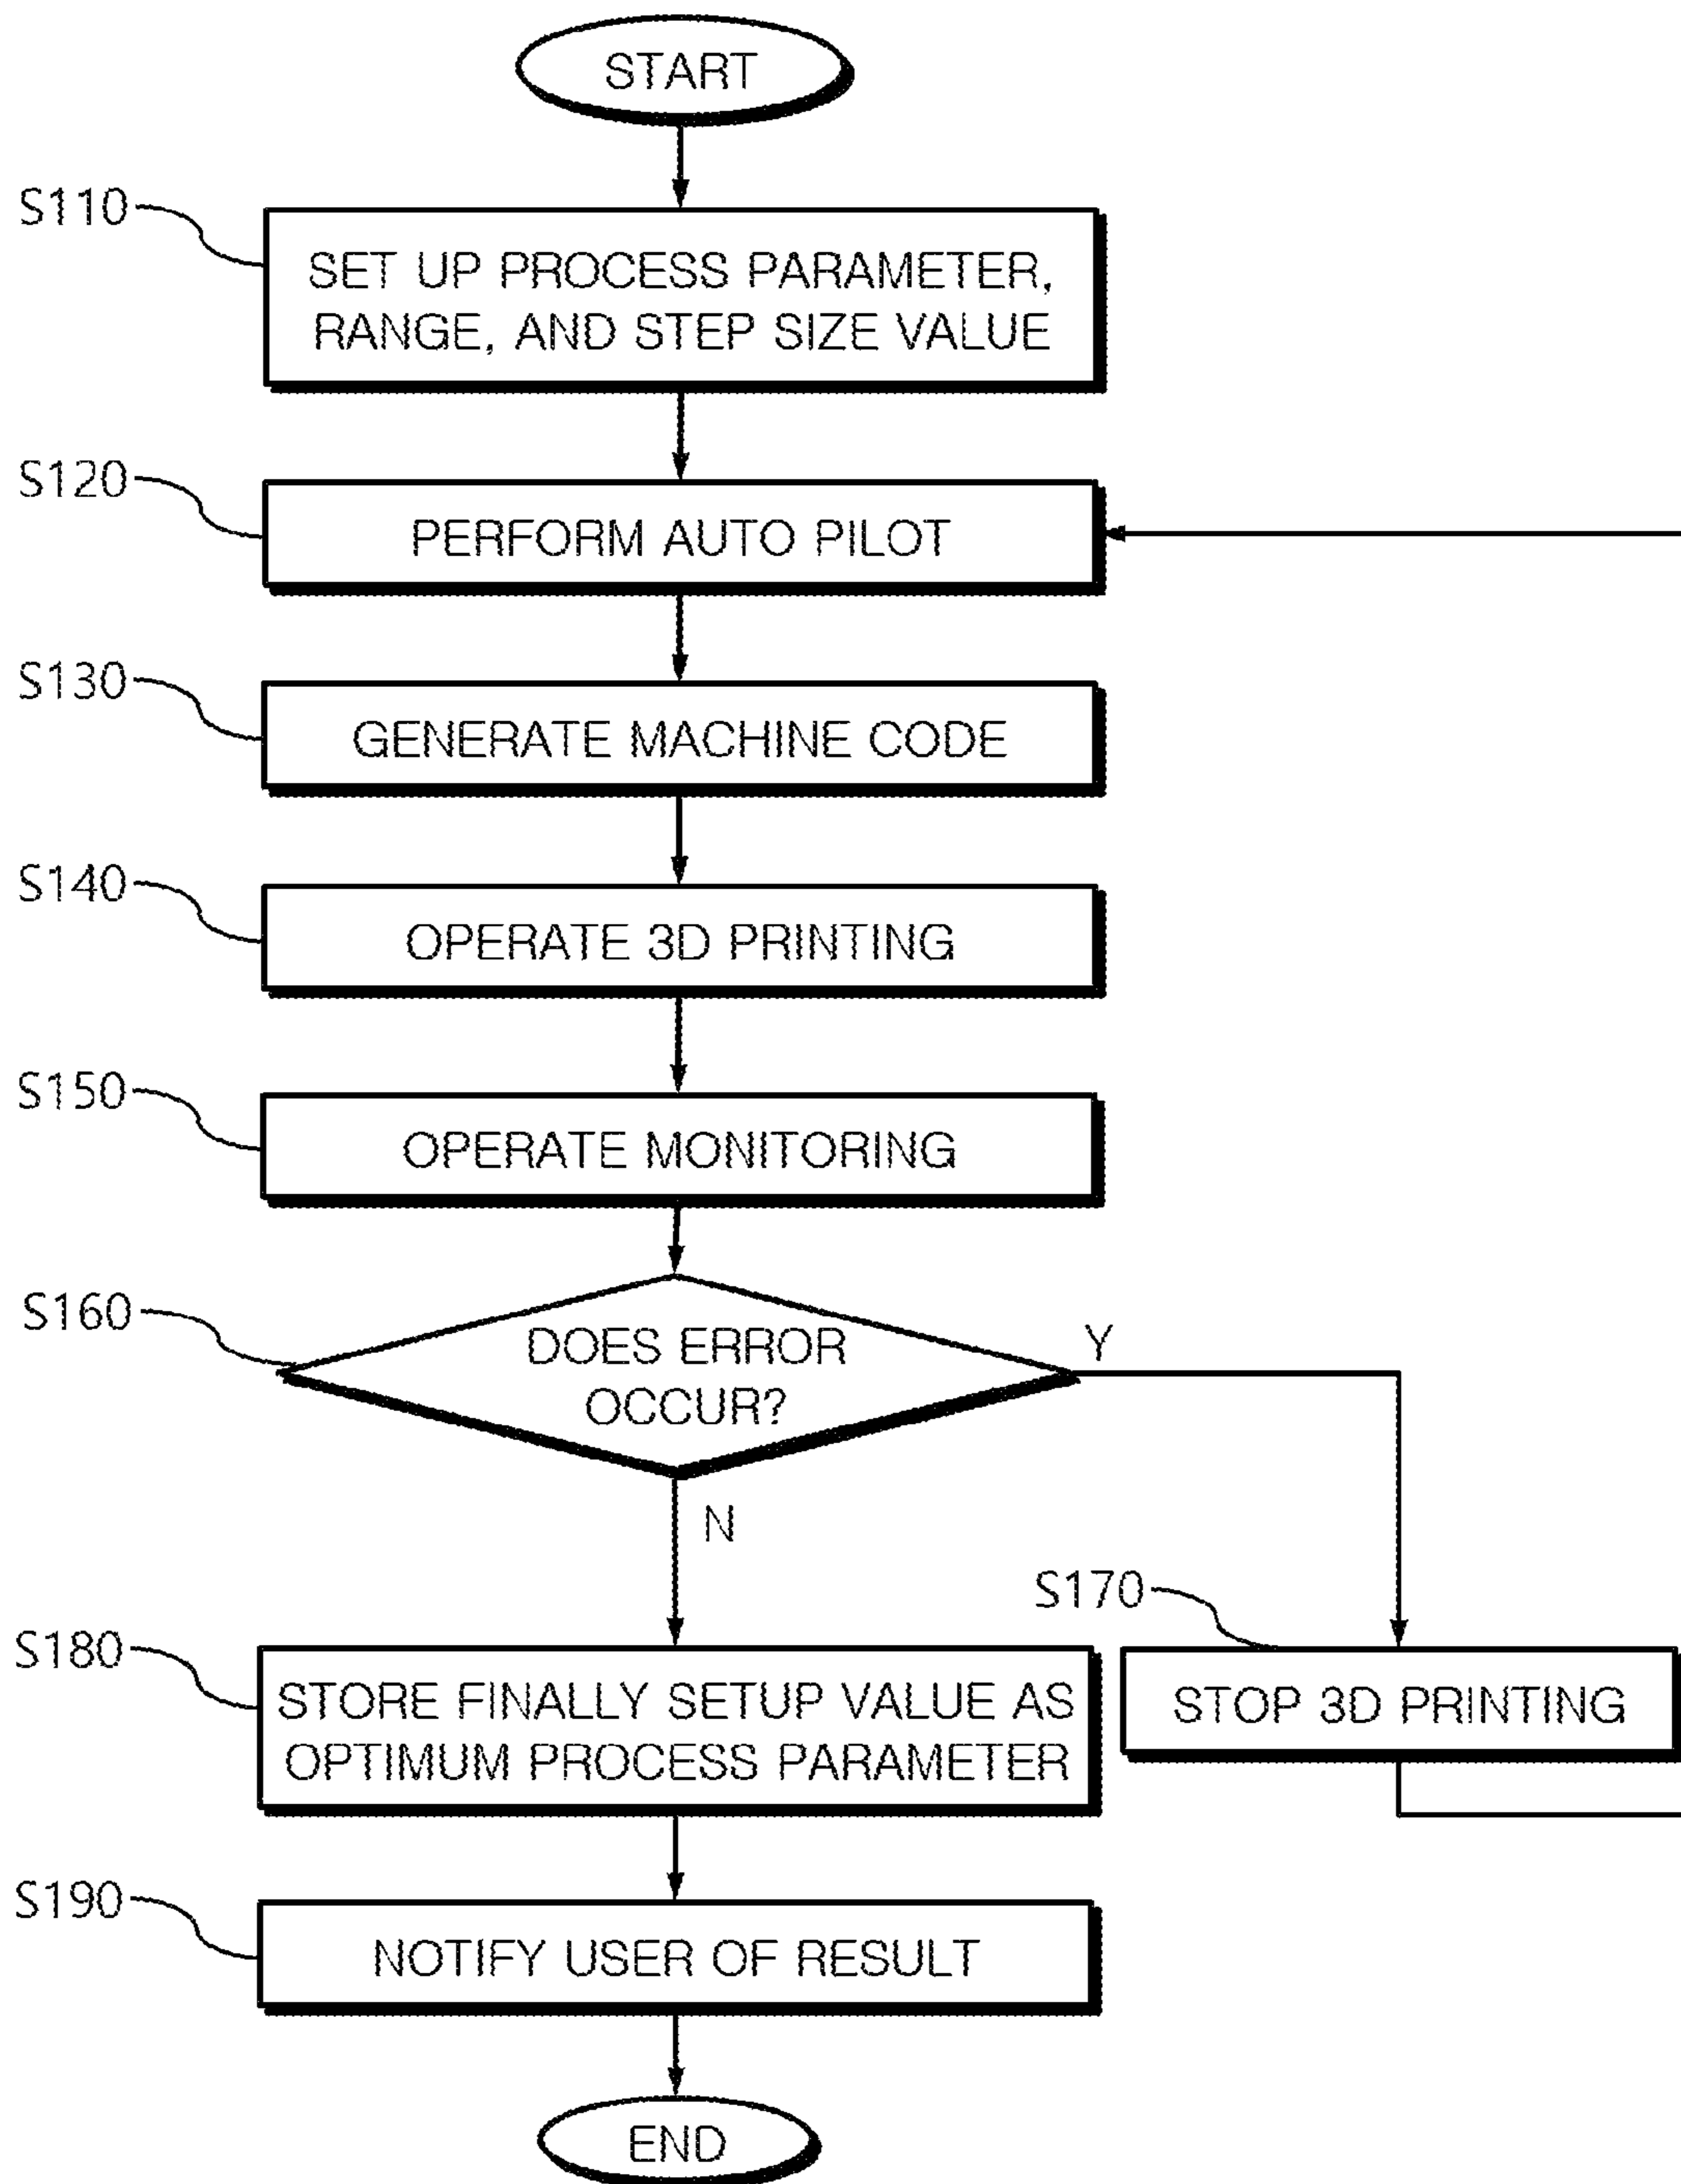 START
S110
SET UP PROCESS PARAMETER,
RANGE, AND STEP SIZE VALUE
S120
PERFORM AUTO PILOT
S130
GENERATE MACHINE CODE
S140
OPERATE 3D PRINTING
S150
OPERATE MONITORING
S160
DOES ERROR
OCCUR?
Y
N
S170
STOP 3D PRINTING
S180
STORE FINALLY SETUP VALUE AS
OPTIMUM PROCESS PARAMETER
S190
NOTIFY USER OF RESULT
END